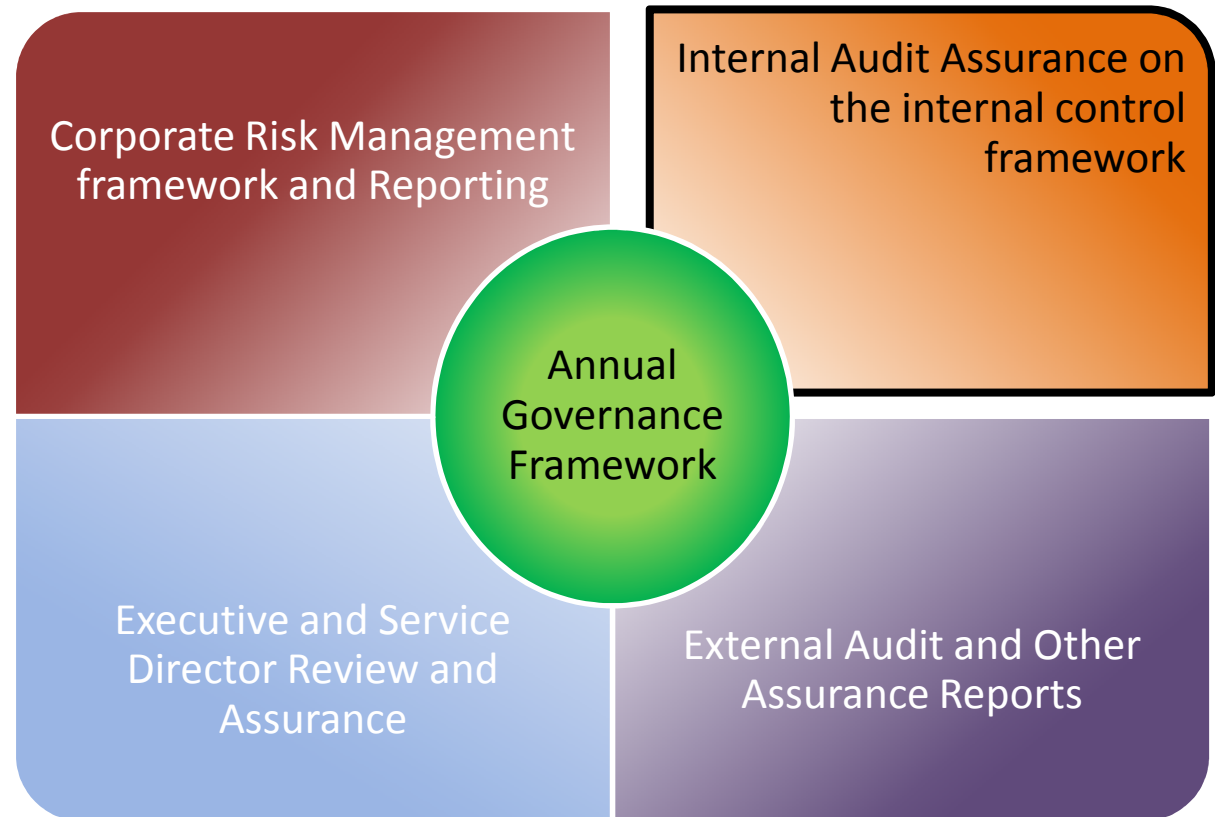 Corporate Risk Management
framework and Reporting
Internal Audit Assurance on
the internal control
framework
Annual
Governance
Framework
Executive and Service
Director Review and
Assurance
External Audit and Other
Assurance Reports